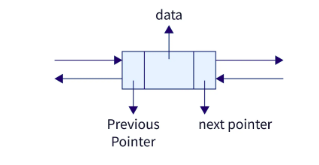 data
Previous
Pointer
next pointer